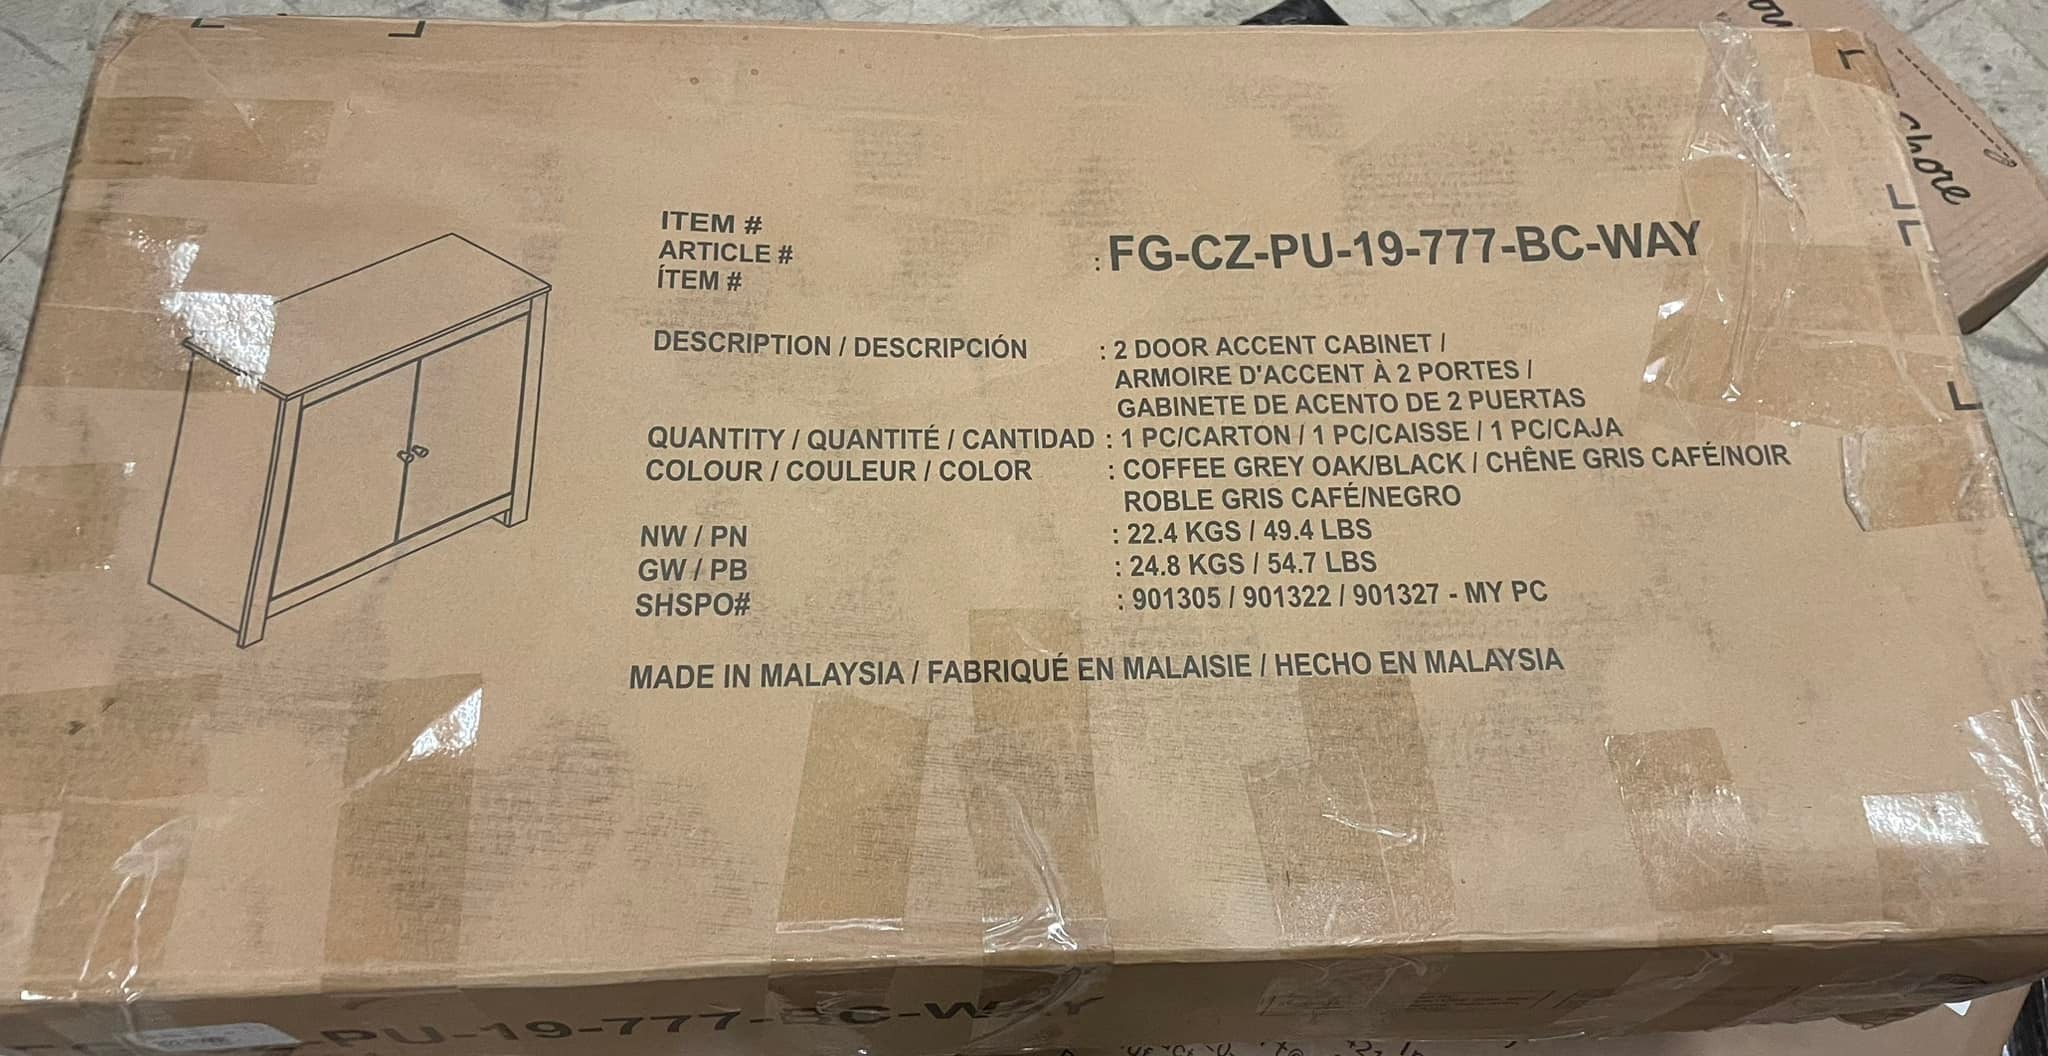 ITEM #
ARTICLE #
ÍTEM #
: FG-CZ-PU-19-777-BC-WAY
DESCRIPTION / DESCRIPCIÓN : 2 DOOR ACCENT CABINET /
ARMOIRE D'ACCENT À 2 PORTES /
GABINETE DE ACENTO DE 2 PUERTAS
QUANTITY / QUANTITÉ / CANTIDAD : 1 PC/CARTON / 1 PC/CAISSE / 1 PC/CAJA
COLOUR / COULEUR / COLOR : COFFEE GREY OAK/BLACK / CHÊNE GRIS CAFÉ/NOIR
ROBLE GRIS CAFÉ/NEGRO
NW / PN : 22.4 KGS / 49.4 LBS
GW / PB : 24.8 KGS / 54.7 LBS
SHSPO# : 901305 / 901322 / 901327 - MY PC
MADE IN MALAYSIA / FABRIQUÉ EN MALAISIE / HECHO EN MALAYSIA
-PU-19-777-BC-WAY